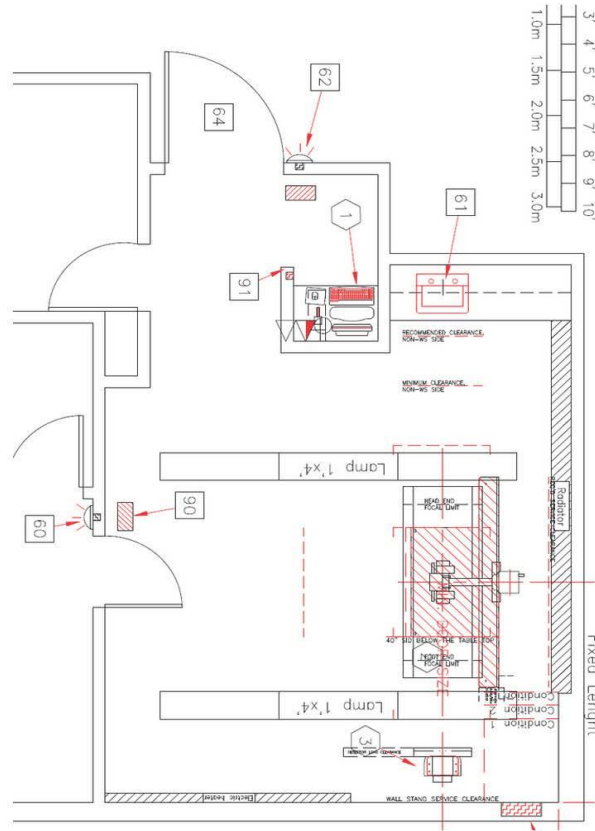 3'
4'
5'
6'
7'
8'
9'
10'
1.0m
1.5m
2.0m
2.5m
3.0m
62
64
61
1
91
RECOMMENDED CLEARANCE,
NON-WS SIDE
MINIMUM CLEARANCE,
NON-WS SIDE
Lamp 1'x4'
Radiator
HEAD END
FOCAL LIMIT
90
60
40" SID BELOW THE TABLE TOP
FOCAL LIMIT
Fixed Lenght
Lamp 1'x4'
Condition
Condition 2
Condition 1
3
Electric heater
WALL STAND SERVICE CLEARANCE